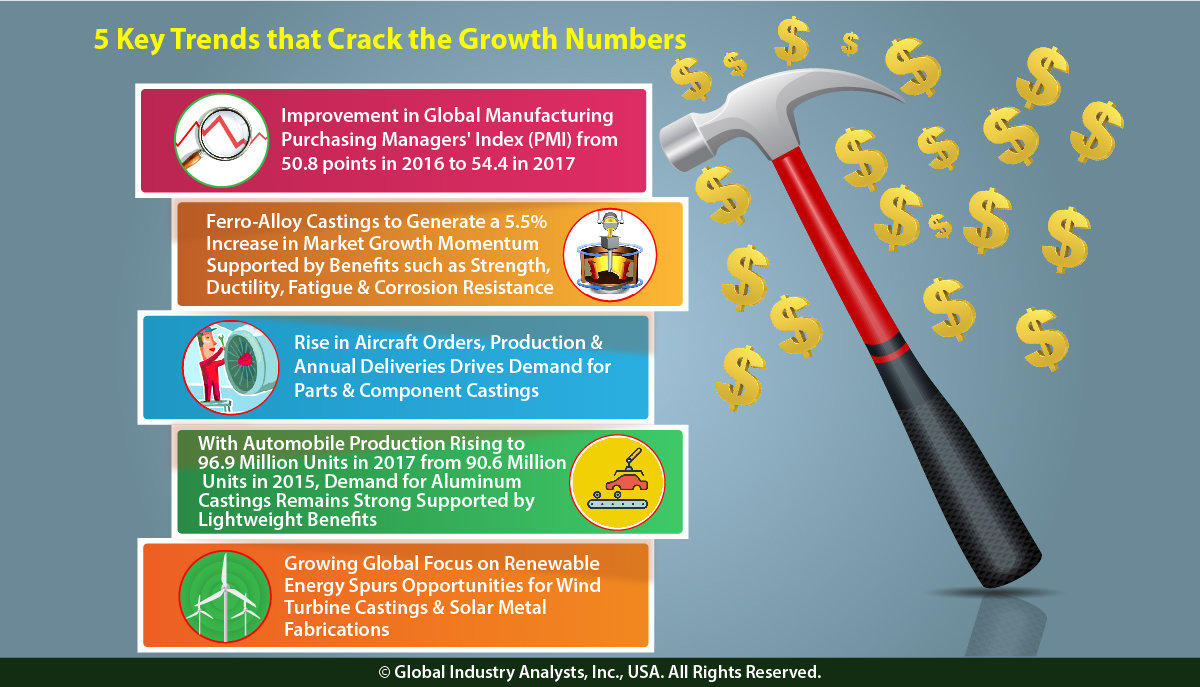 5 Key Trends that Crack the Growth Numbers
Improvement in Global Manufacturing
Purchasing Managers' Index (PMI) from
50.8 points in 2016 to 54.4 in 2017
Ferro-Alloy Castings to Generate a 5.5%
Increase in Market Growth Momentum
Supported by Benefits such as Strength,
Ductility, Fatigue & Corrosion Resistance
Rise in Aircraft Orders, Production &
Annual Deliveries Drives Demand for
Parts & Component Castings
With Automobile Production Rising to
96.9 Million Units in 2017 from 90.6 Million
Units in 2015, Demand for Aluminum
Castings Remains Strong Supported by
Lightweight Benefits
Growing Global Focus on Renewable
Energy Spurs Opportunities for Wind
Turbine Castings & Solar Metal
Fabrications
© Global Industry Analysts, Inc., USA. All Rights Reserved.